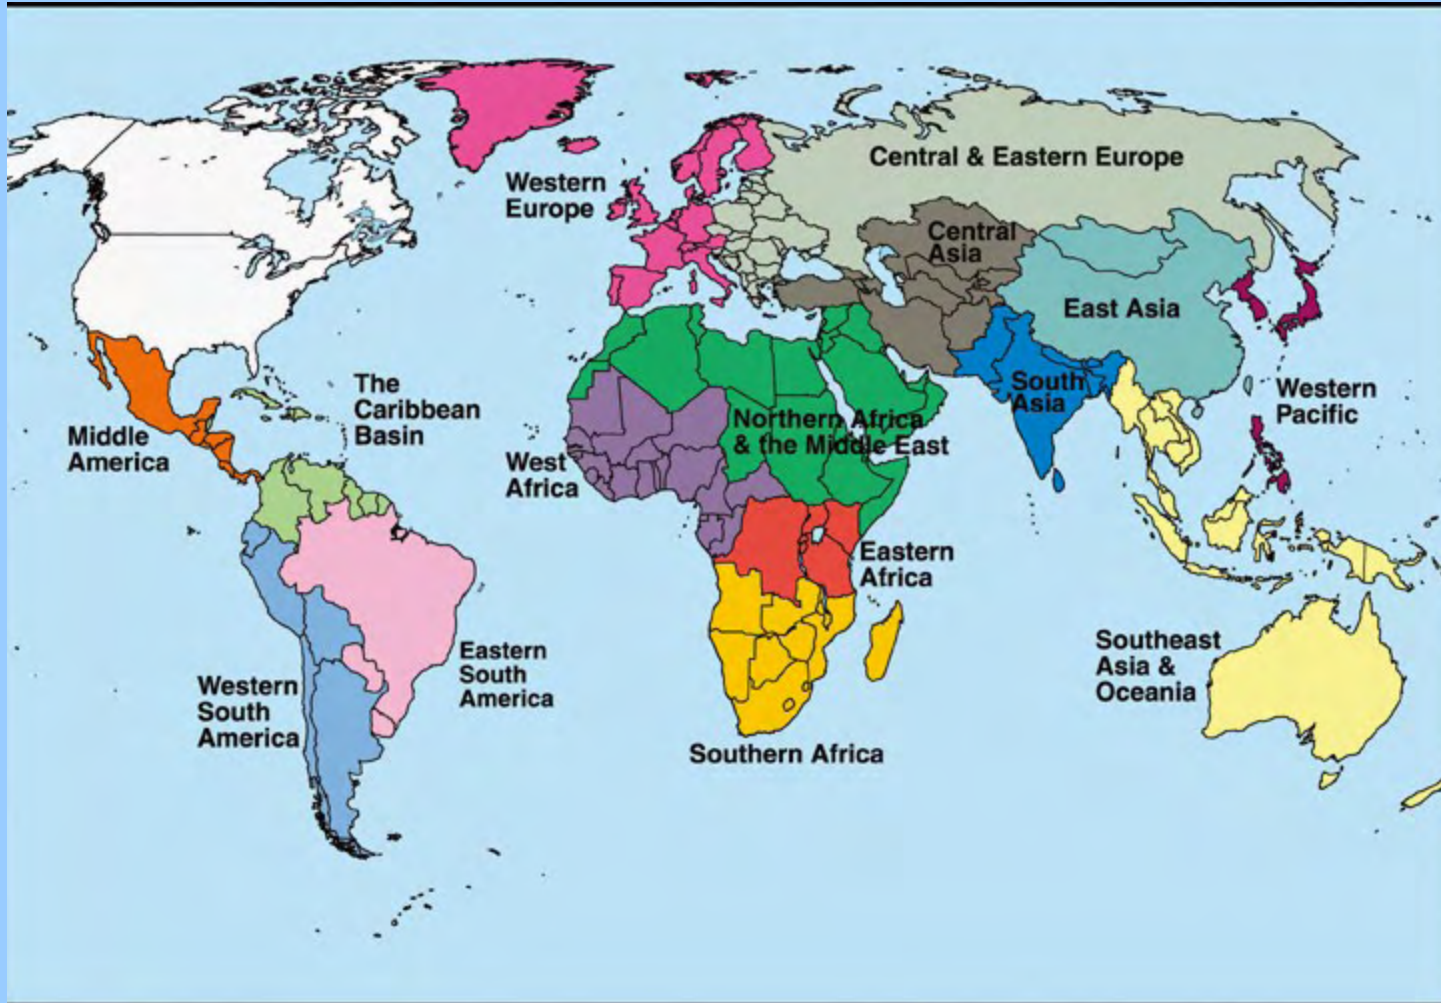 Central & Eastern Europe
Western
Europe
Central
Asia
East Asia
The
Caribbean
Basin
South
Asia
Western
Pacific
Middle
America
Northern Africa
& the Middle East
West
Africa
Eastern
Africa
Eastern
South
America
Southeast
Asia &
Oceania
Western
South
America
Southern Africa